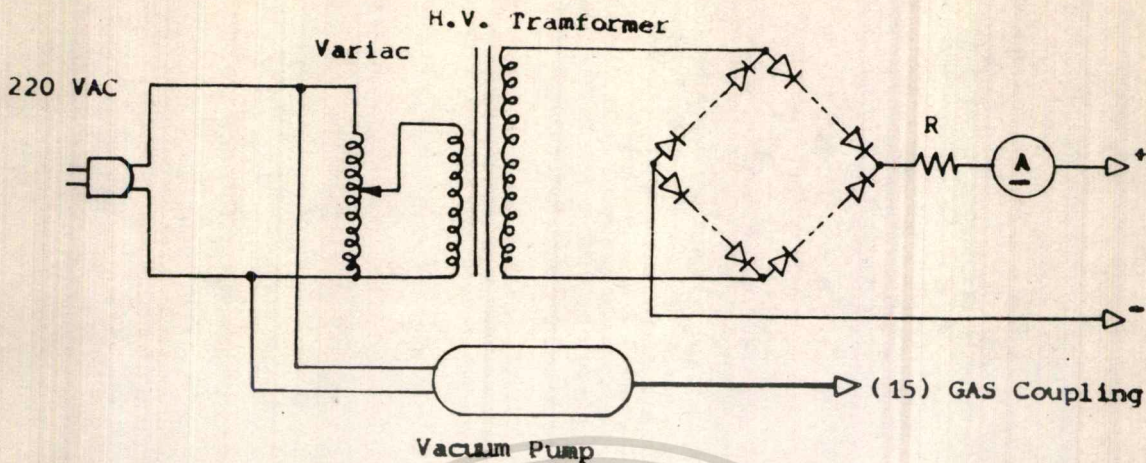 H.V. Tramformer
Variac
220 VAC
R
A
+
-
(15) GAS Coupling
Vacuum Pump